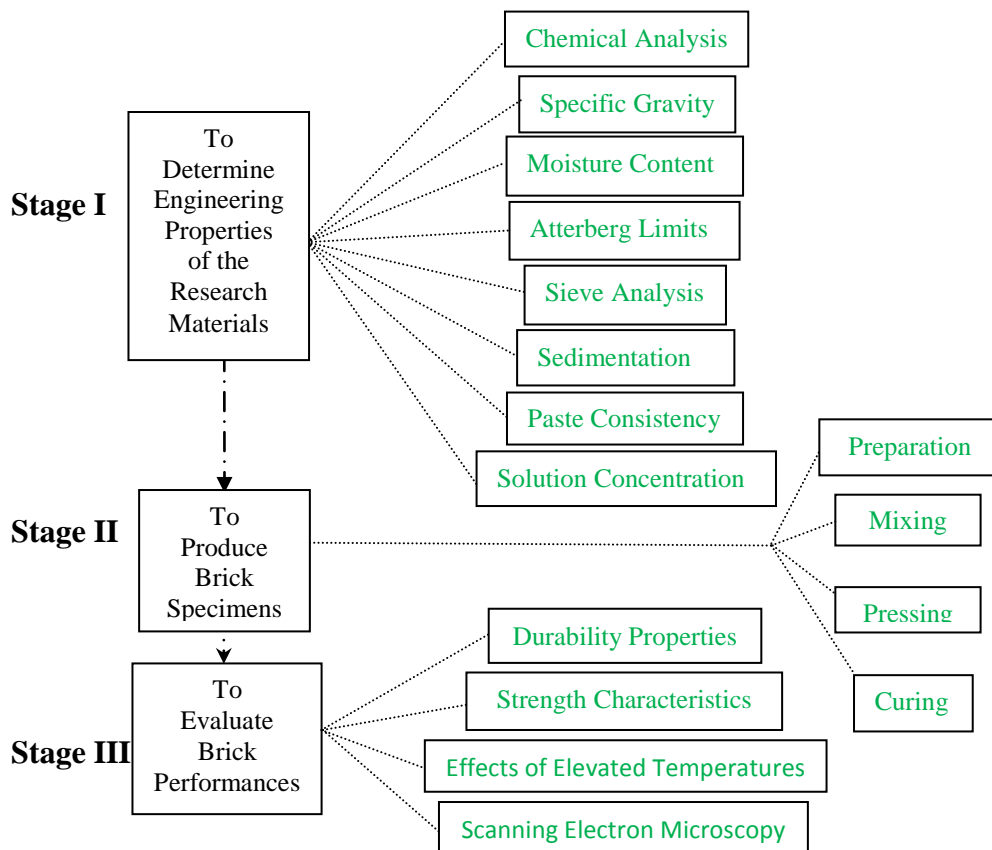 Stage I
To
Determine
Engineering
Properties
of the
Research
Materials
Chemical Analysis
Specific Gravity
Moisture Content
Atterberg Limits
Sieve Analysis
Sedimentation
Paste Consistency
Solution Concentration
Stage II
To
Produce
Brick
Specimens
Preparation
Mixing
Pressing
Curing
Stage III
To
Evaluate
Brick
Performances
Durability Properties
Strength Characteristics
Effects of Elevated Temperatures
Scanning Electron Microscopy